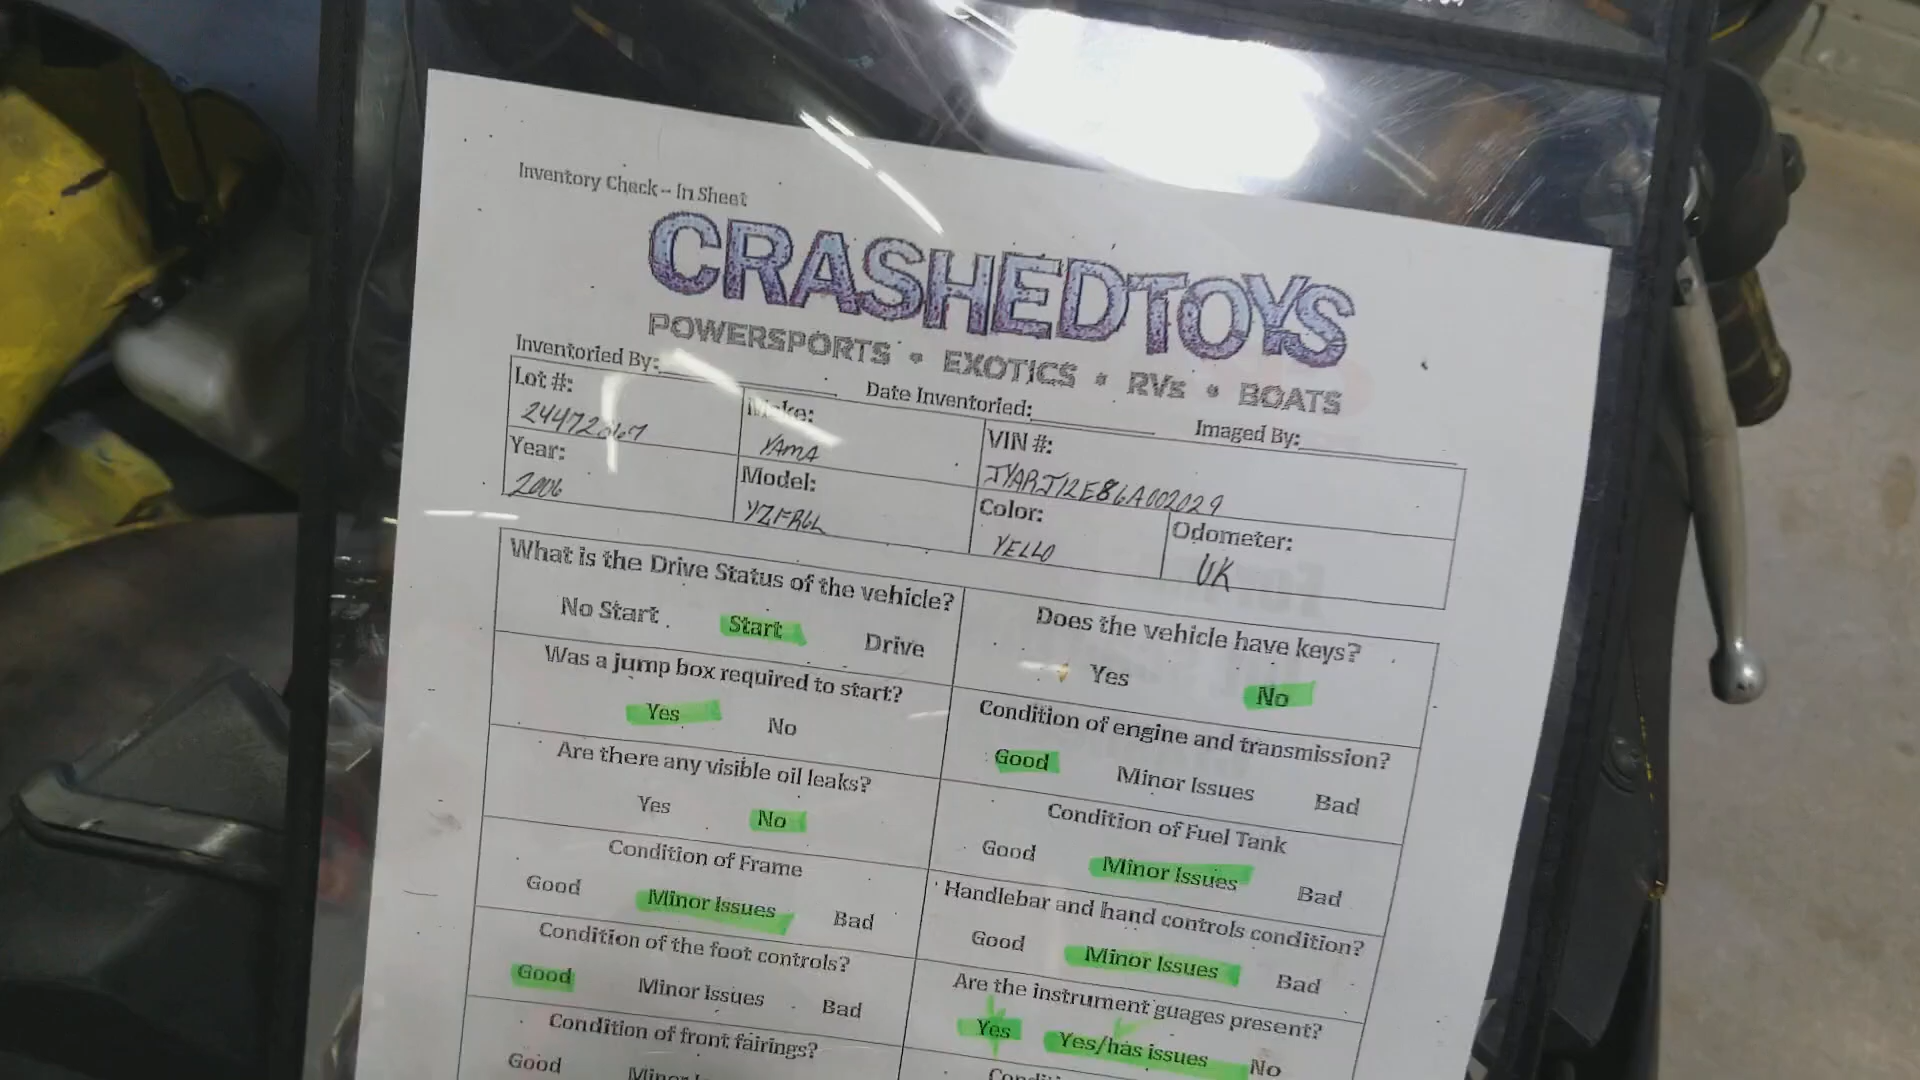 Inventory Check - In Sheet
CRASHEDTOYS
POWERSPORTS • EXOTICS • RVs • BOATS
Inventoried By: Date Inventoried: Imaged By:
Lot #: Make: VIN #:
YAMA JYARJ12E86A002029
Year: Model: Color: Odometer:
2006 YZFR6L YELLO UK
What is the Drive Status of the vehicle? Does the vehicle have keys?
No Start Start Drive Yes No
Was a jump box required to start? Condition of engine and transmission?
Yes No Good Minor Issues Bad
Are there any visible oil leaks? Condition of Fuel Tank
Yes No Good Minor Issues Bad
Condition of Frame Handlebar and hand controls condition?
Good Minor Issues Bad Good Minor Issues Bad
Condition of the foot controls? Are the instrument guages present?
Good Minor Issues Bad Yes Yes/has issues No
Condition of front fairings?
Good